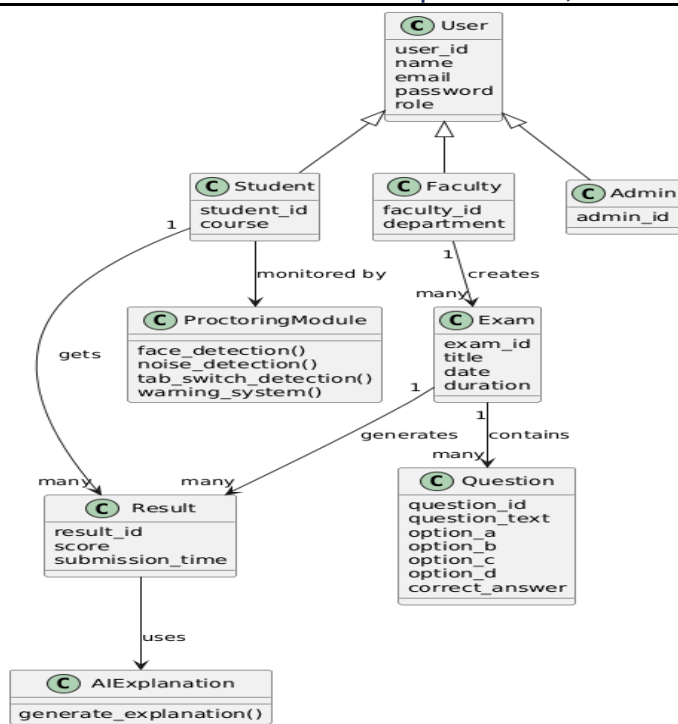 C User
user_id
name
email
password
role
C Student
student_id
course
C Faculty
faculty_id
department
C Admin
admin_id
1
monitored by
1
creates
many
C ProctoringModule
face_detection()
noise_detection()
tab_switch_detection()
warning_system()
C Exam
exam_id
title
date
duration
gets
1
generates
many
1
contains
many
many
C Result
result_id
score
submission_time
C Question
question_id
question_text
option_a
option_b
option_c
option_d
correct_answer
uses
C AIExplanation
generate_explanation()